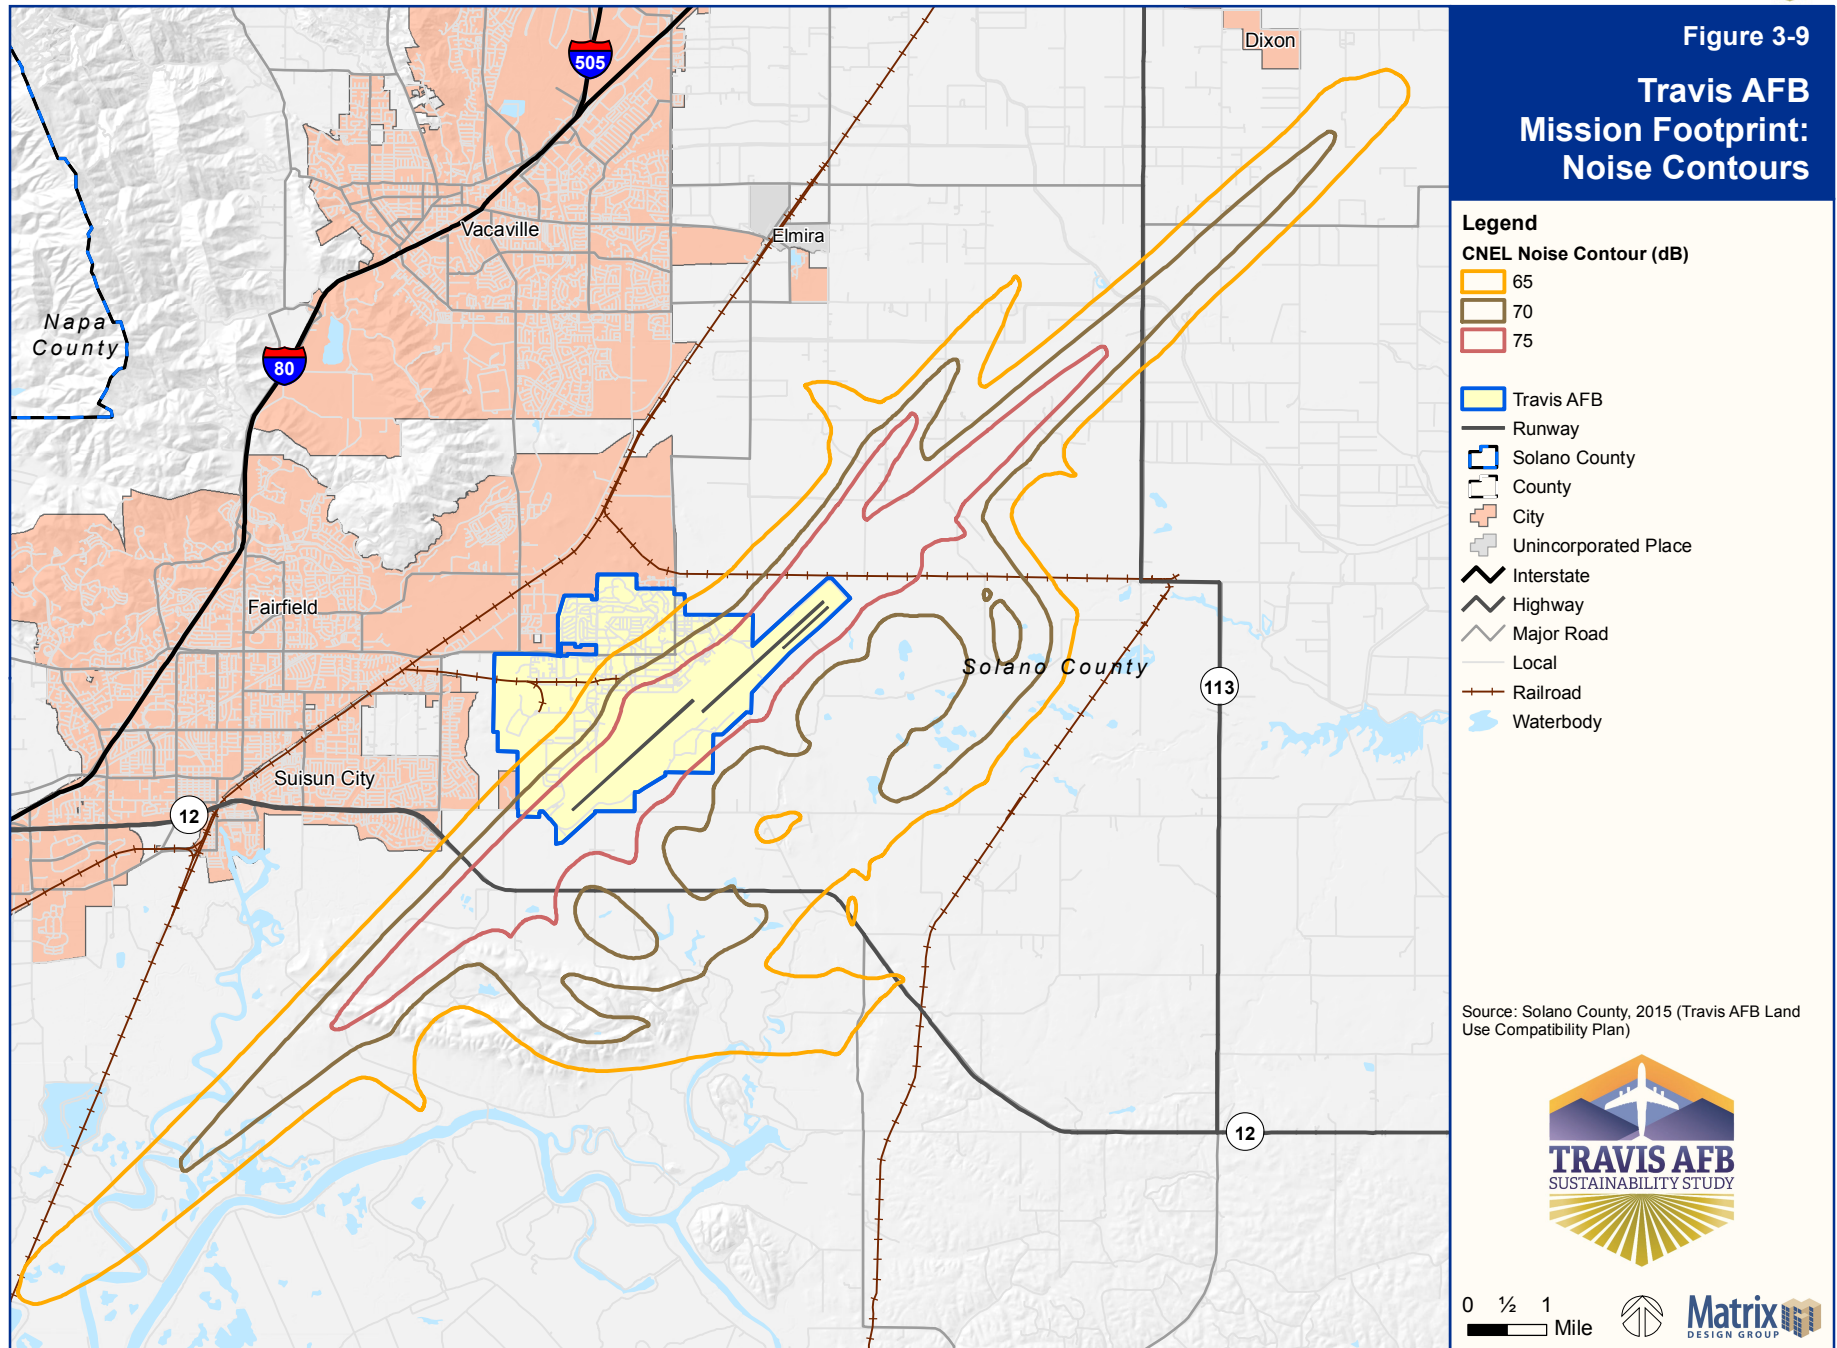 Figure 3-9
Travis AFB
Mission Footprint:
Noise Contours
Legend
CNEL Noise Contour (dB)
65
70
75
Travis AFB
Runway
Solano County
County
City
Unincorporated Place
Interstate
Highway
Major Road
Local
Railroad
Waterbody
Source: Solano County, 2015 (Travis AFB Land
Use Compatibility Plan)
TRAVIS AFB
SUSTAINABILITY STUDY
0 ½ 1
Mile
Matrix
DESIGN GROUP
505
Dixon
Vacaville
Elmira
Napa
County
80
Fairfield
Solano County
113
Suisun City
12
12